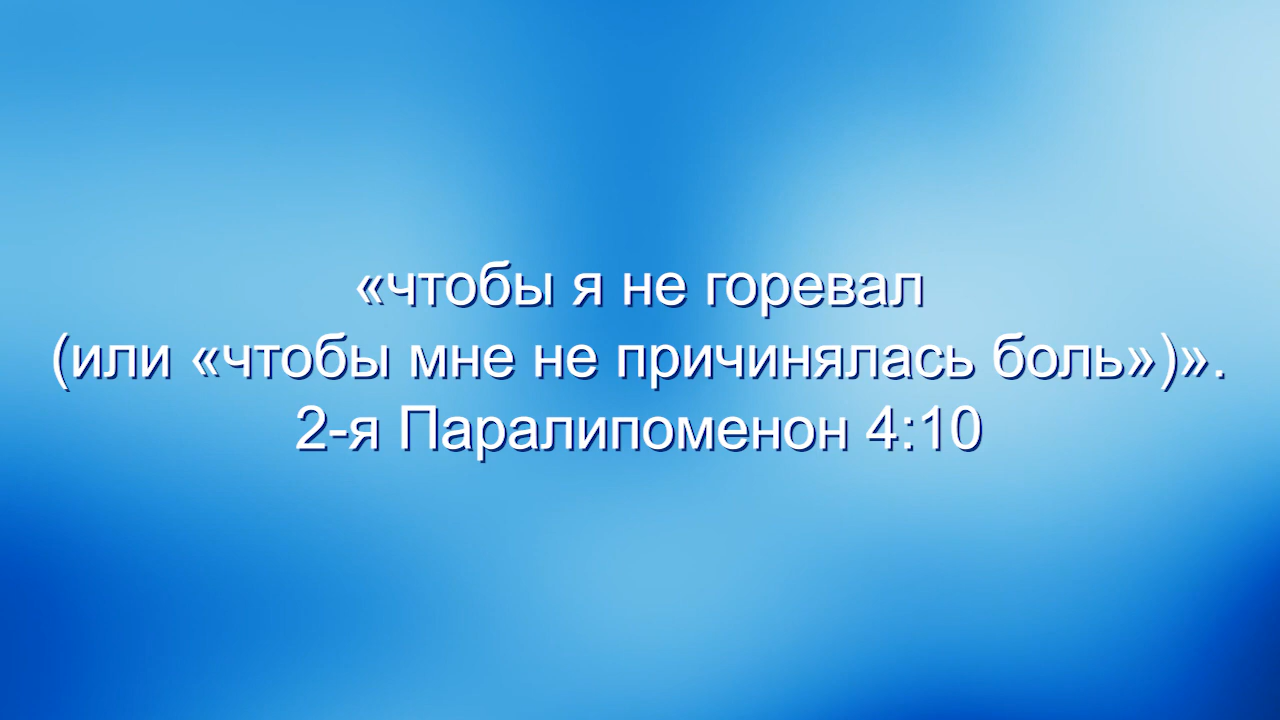 «чтобы я не горевал
(или «чтобы мне не причинялась боль»)».
2-я Паралипоменон 4:10